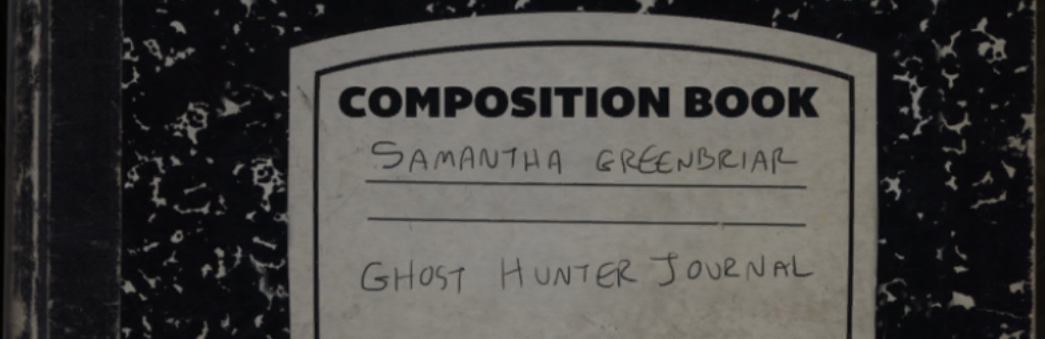 COMPOSITION BOOK
SAMANTHA GREENBRIAR
GHOST HUNTER JOURNAL